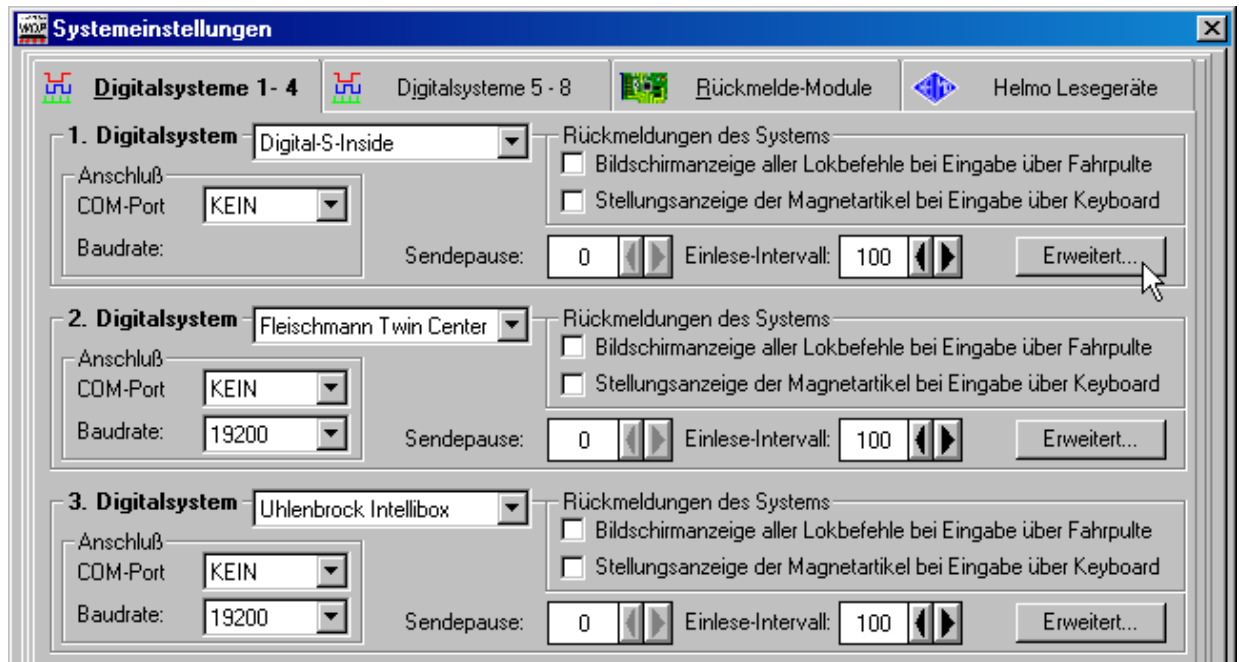 WDP Systemeinstellungen
Digitalsysteme 1- 4 Digitalsysteme 5 - 8 Rückmelde-Module Helmo Lesegeräte
1. Digitalsystem Digital-S-Inside
Anschluß
COM-Port KEIN
Baudrate:
Rückmeldungen des Systems
Bildschirmanzeige aller Lokbefehle bei Eingabe über Fahrpulte
Stellungsanzeige der Magnetartikel bei Eingabe über Keyboard
Sendepause: 0 Einlese-Intervall: 100 Erweitert...
2. Digitalsystem Fleischmann Twin Center
Anschluß
COM-Port KEIN
Baudrate: 19200
Rückmeldungen des Systems
Bildschirmanzeige aller Lokbefehle bei Eingabe über Fahrpulte
Stellungsanzeige der Magnetartikel bei Eingabe über Keyboard
Sendepause: 0 Einlese-Intervall: 100 Erweitert...
3. Digitalsystem Uhlenbrock Intellibox
Anschluß
COM-Port KEIN
Baudrate: 19200
Rückmeldungen des Systems
Bildschirmanzeige aller Lokbefehle bei Eingabe über Fahrpulte
Stellungsanzeige der Magnetartikel bei Eingabe über Keyboard
Sendepause: 0 Einlese-Intervall: 100 Erweitert...